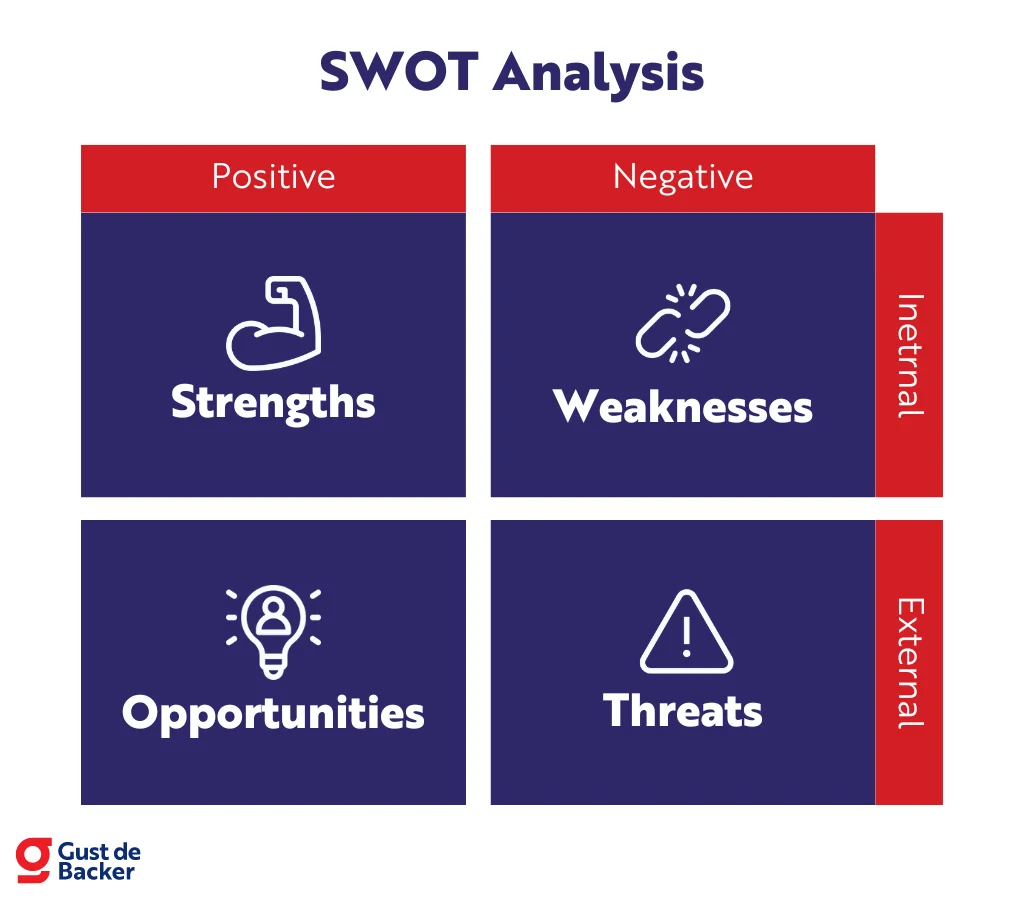 SWOT Analysis
Positive
Negative
Strengths
Weaknesses
Inetrnal
Opportunities
Threats
External
Gust de
Backer